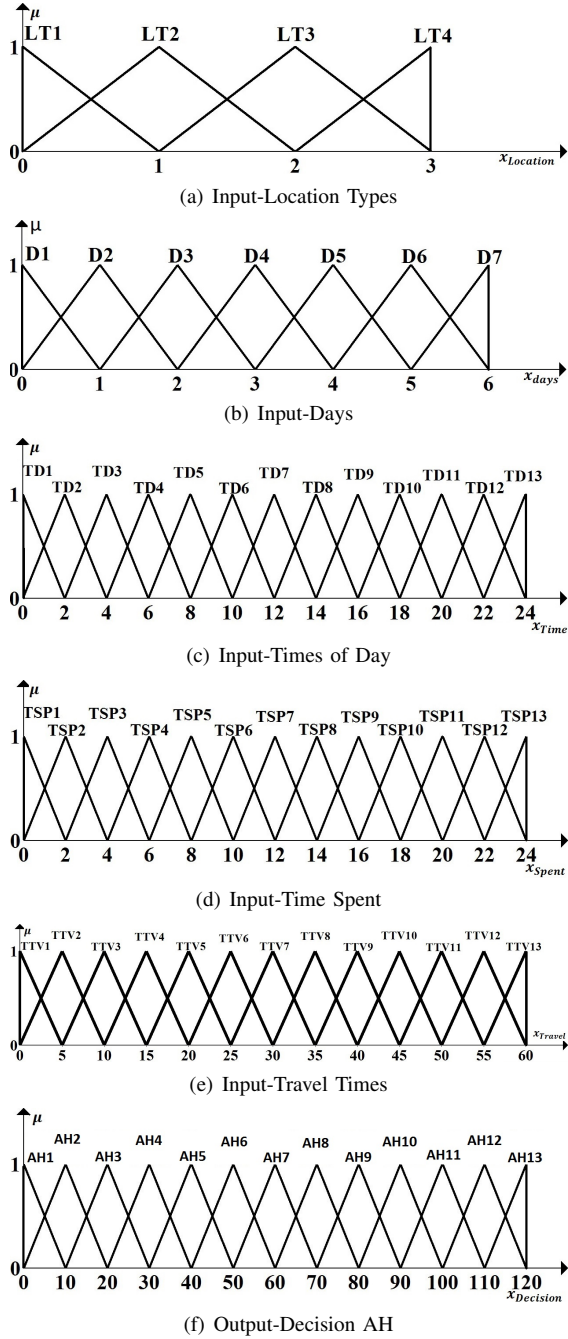 μ
LT1 LT2 LT3 LT4
1
0
0 1 2 3
x_Location
(a) Input-Location Types
μ
D1 D2 D3 D4 D5 D6 D7
1
0
0 1 2 3 4 5 6
x_days
(b) Input-Days
μ
TD1 TD2 TD3 TD4 TD5 TD6 TD7 TD8 TD9 TD10 TD11 TD12 TD13
1
0
0 2 4 6 8 10 12 14 16 18 20 22 24
x_Time
(c) Input-Times of Day
μ
TSP1 TSP2 TSP3 TSP4 TSP5 TSP6 TSP7 TSP8 TSP9 TSP10 TSP11 TSP12 TSP13
1
0
0 2 4 6 8 10 12 14 16 18 20 22 24
x_Spent
(d) Input-Time Spent
μ
TTV1 TTV2 TTV3 TTV4 TTV5 TTV6 TTV7 TTV8 TTV9 TTV10 TTV11 TTV12 TTV13
1
0
0 5 10 15 20 25 30 35 40 45 50 55 60
x_Travel
(e) Input-Travel Times
μ
AH1 AH2 AH3 AH4 AH5 AH6 AH7 AH8 AH9 AH10 AH11 AH12 AH13
1
0
0 10 20 30 40 50 60 70 80 90 100 110 120
x_Decision
(f) Output-Decision AH